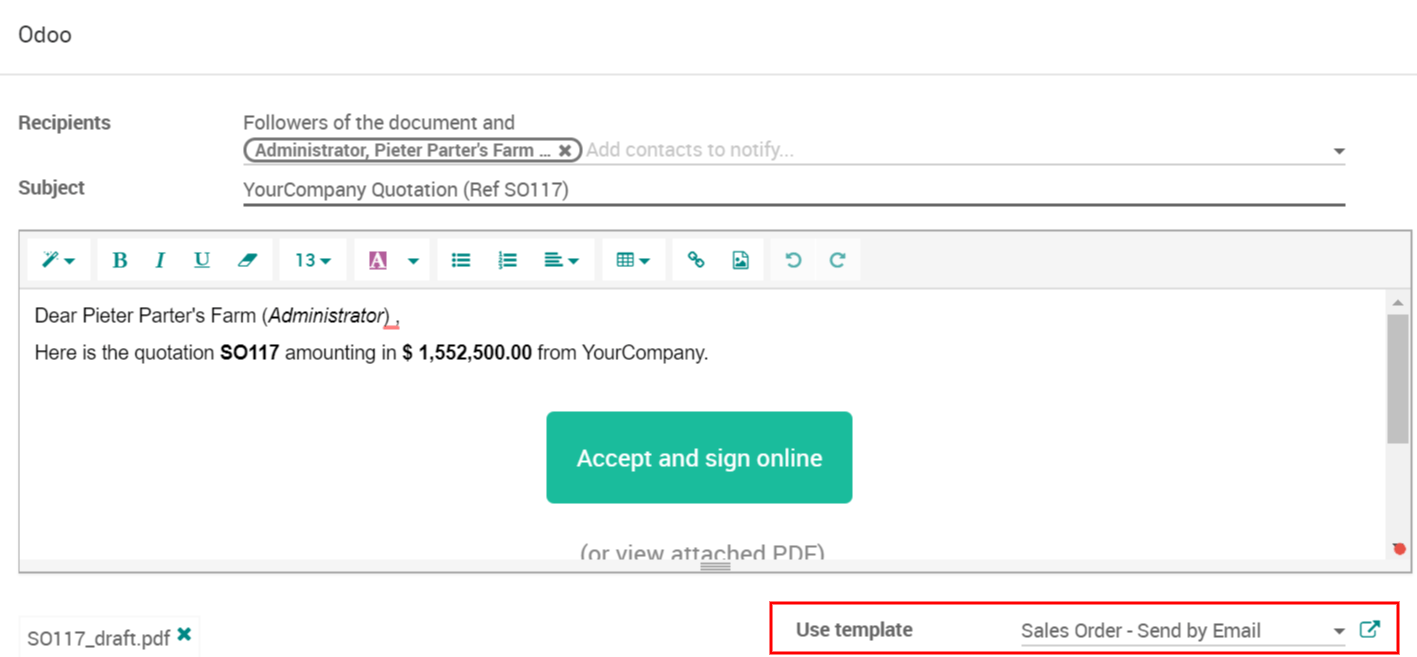 Odoo
Recipients
Followers of the document and
Administrator, Pieter Parter's Farm ... ✖ Add contacts to notify...
Subject
YourCompany Quotation (Ref SO117)
B I U 13 A
Dear Pieter Parter's Farm (Administrator) ,
Here is the quotation SO117 amounting in $ 1,552,500.00 from YourCompany.
Accept and sign online
(or view attached PDF)
SO117_draft.pdf ✖
Use template
Sales Order - Send by Email